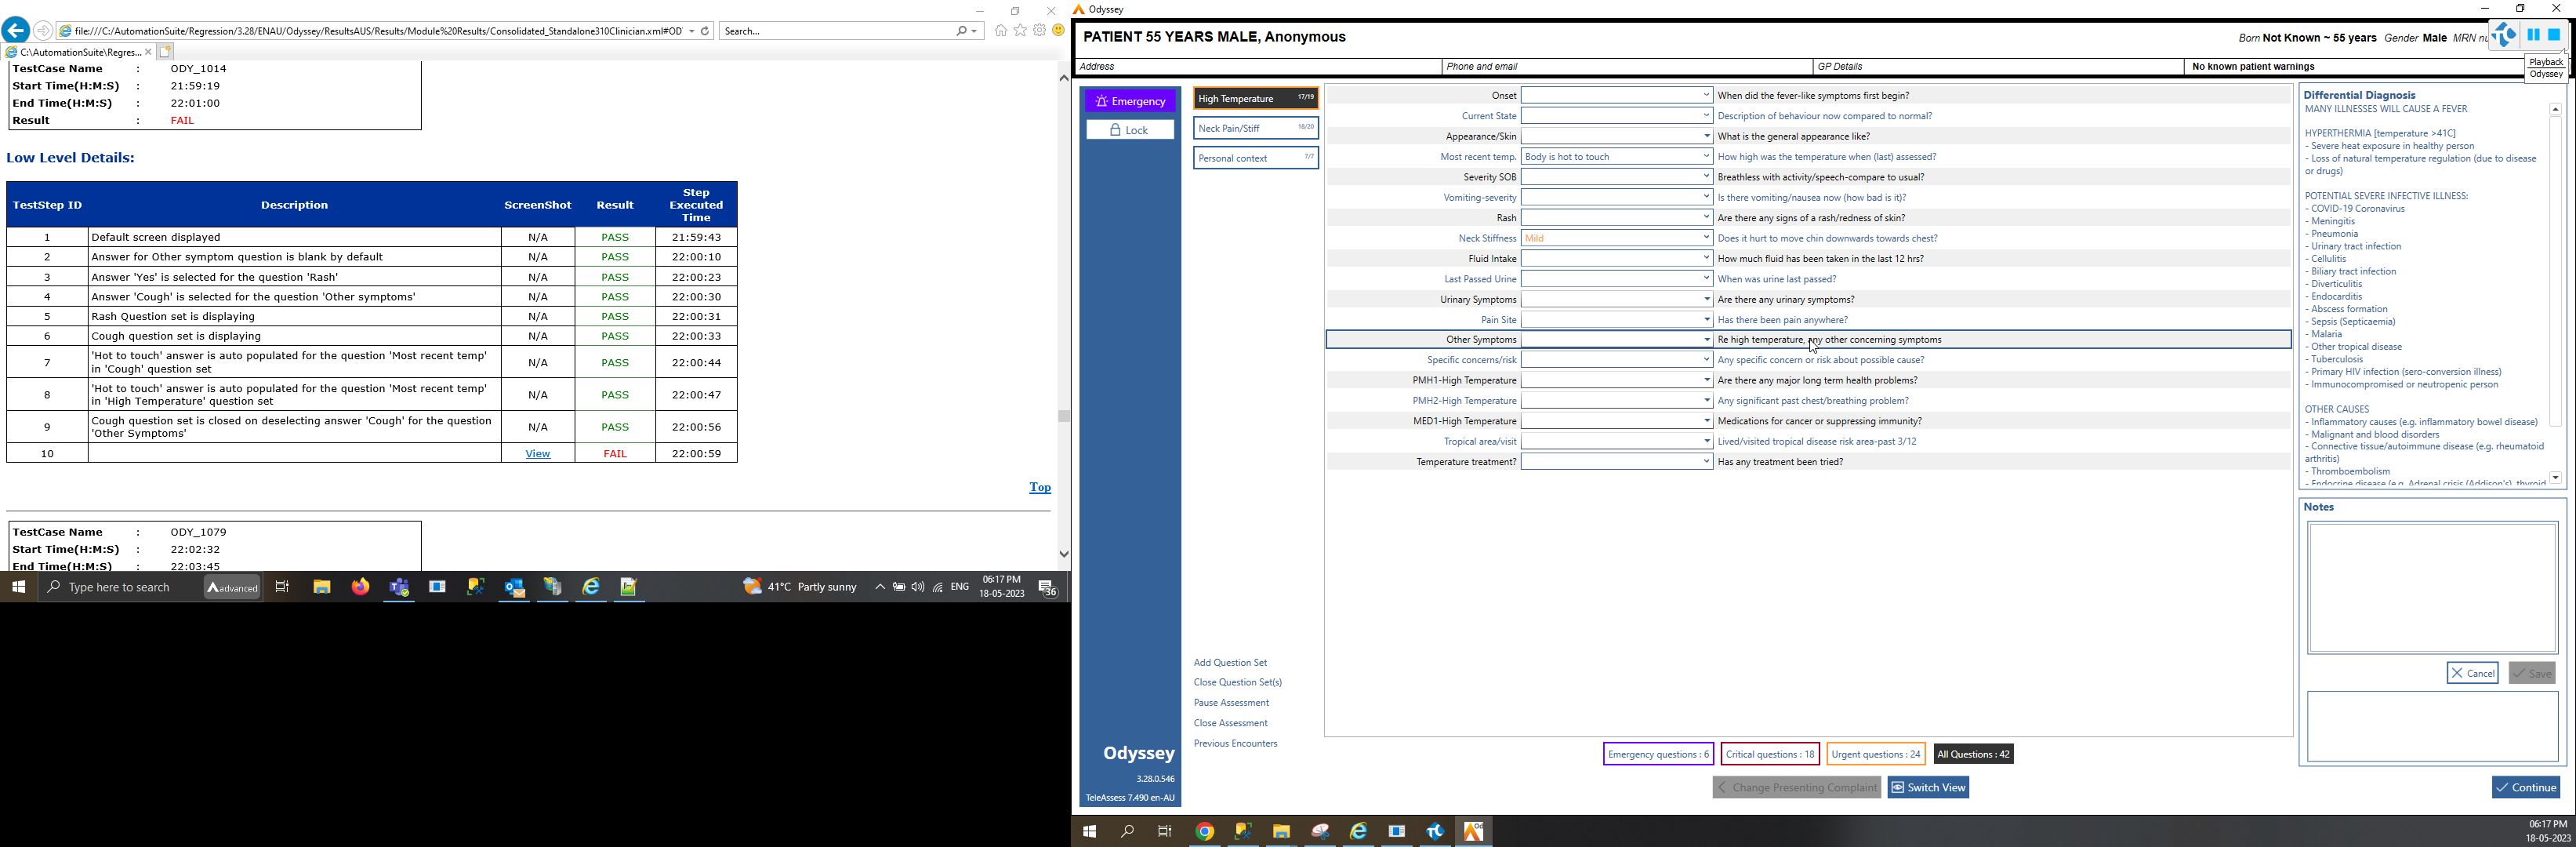 file:///C:/AutomationSuite/Regression/3.28/ENAU/Odyssey/ResultsAUS/Results/Module%20Results/Consolidated_Standalone310Clinician.xml#OD
Search...
C:\AutomationSuite\Regres...
TestCase Name : ODY_1014
Start Time(H:M:S) : 21:59:19
End Time(H:M:S) : 22:01:00
Result : FAIL
Low Level Details:
TestStep ID Description ScreenShot Result Step Executed Time
1 Default screen displayed N/A PASS 21:59:43
2 Answer for Other symptom question is blank by default N/A PASS 22:00:10
3 Answer 'Yes' is selected for the question 'Rash' N/A PASS 22:00:23
4 Answer 'Cough' is selected for the question 'Other symptoms' N/A PASS 22:00:30
5 Rash Question set is displaying N/A PASS 22:00:31
6 Cough question set is displaying N/A PASS 22:00:33
7 'Hot to touch' answer is auto populated for the question 'Most recent temp' in 'Cough' question set N/A PASS 22:00:44
8 'Hot to touch' answer is auto populated for the question 'Most recent temp' in 'High Temperature' question set N/A PASS 22:00:47
9 Cough question set is closed on deselecting answer 'Cough' for the question 'Other Symptoms' N/A PASS 22:00:56
10 View FAIL 22:00:59
Top
TestCase Name : ODY_1079
Start Time(H:M:S) : 22:02:32
End Time(H:M:S) : 22:03:45
Type here to search
advanced
41°C Partly sunny
ENG
06:17 PM
18-05-2023
36
Odyssey
PATIENT 55 YEARS MALE, Anonymous
Born Not Known ~ 55 years Gender Male MRN nu
Playback
Odyssey
Address
Phone and email
GP Details
No known patient warnings
Emergency
Lock
High Temperature 17/19
Neck Pain/Stiff 18/20
Personal context 7/7
Onset When did the fever-like symptoms first begin?
Current State Description of behaviour now compared to normal?
Appearance/Skin What is the general appearance like?
Most recent temp. Body is hot to touch How high was the temperature when (last) assessed?
Severity SOB Breathless with activity/speech-compare to usual?
Vomiting-severity Is there vomiting/nausea now (how bad is it)?
Rash Are there any signs of a rash/redness of skin?
Neck Stiffness Mild Does it hurt to move chin downwards towards chest?
Fluid Intake How much fluid has been taken in the last 12 hrs?
Last Passed Urine When was urine last passed?
Urinary Symptoms Are there any urinary symptoms?
Pain Site Has there been pain anywhere?
Other Symptoms Re high temperature, any other concerning symptoms
Specific concerns/risk Any specific concern or risk about possible cause?
PMH1-High Temperature Are there any major long term health problems?
PMH2-High Temperature Any significant past chest/breathing problem?
MED1-High Temperature Medications for cancer or suppressing immunity?
Tropical area/visit Lived/visited tropical disease risk area-past 3/12
Temperature treatment? Has any treatment been tried?
Differential Diagnosis
MANY ILLNESSES WILL CAUSE A FEVER
HYPERTHERMIA [temperature >41C]
- Severe heat exposure in healthy person
- Loss of natural temperature regulation (due to disease
or drugs)
POTENTIAL SEVERE INFECTIVE ILLNESS:
- COVID-19 Coronavirus
- Meningitis
- Pneumonia
- Urinary tract infection
- Cellulitis
- Biliary tract infection
- Diverticulitis
- Endocarditis
- Abscess formation
- Sepsis (Septicaemia)
- Malaria
- Other tropical disease
- Tuberculosis
- Primary HIV infection (sero-conversion illness)
- Immunocompromised or neutropenic person
OTHER CAUSES
- Inflammatory causes (e.g. inflammatory bowel disease)
- Malignant and blood disorders
- Connective tissue/autoimmune disease (e.g. rheumatoid
arthritis)
- Thromboembolism
- Endocrine disease (e.g. Adrenal crisis (Addison's), thyroid
Notes
Cancel
Save
Add Question Set
Close Question Set(s)
Pause Assessment
Close Assessment
Previous Encounters
Odyssey
3.28.0.546
TeleAssess 7.490 en-AU
Emergency questions : 6
Critical questions : 18
Urgent questions : 24
All Questions : 42
Change Presenting Complaint
Switch View
Continue
06:17 PM
18-05-2023